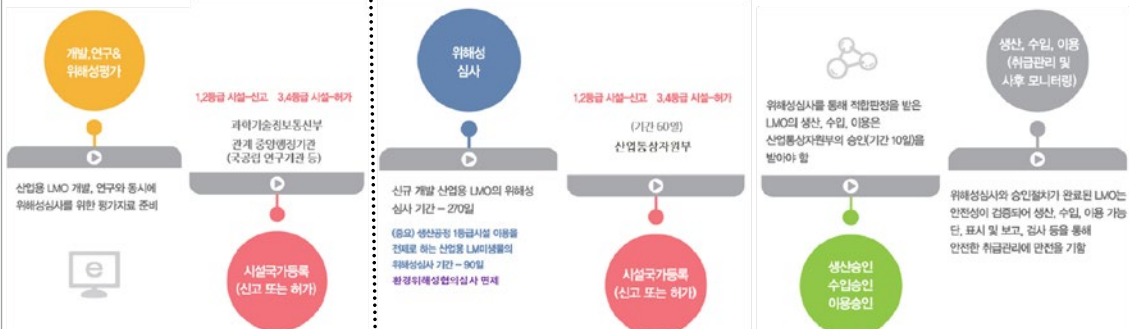 개발, 연구&
위해성평가
산업용 LMO 개발, 연구와 동시에
위해성심사를 위한 평가자료 준비
e
1,2등급 시설-신고 3,4등급 시설-허가
과학기술정보통신부
관계 중앙행정기관
(국공립 연구기관 등)
시설국가등록
(신고 또는 허가)
위해성
심사
신규 개발 산업용 LMO의 위해성
심사 기간 - 270일
(중요) 생산공정 1등급시설 이용을
전제로 하는 산업용 LM미생물의
위해성심사 기간 - 90일
환경위해성협의심사 면제
1,2등급 시설-신고 3,4등급 시설-허가
(기간 60일)
산업통상자원부
시설국가등록
(신고 또는 허가)
위해성심사를 통해 적합판정을 받은
LMO의 생산, 수입, 이용은
산업통상자원부의 승인(기간 10일)을
받아야 함
생산승인
수입승인
이용승인
생산, 수입, 이용
(취급관리 및
사후 모니터링)
위해성심사와 승인절차가 완료된 LMO는
안전성이 검증되어 생산, 수입, 이용 가능
단, 표시 및 보고, 검사 등을 통해
안전한 취급관리에 만전을 기함